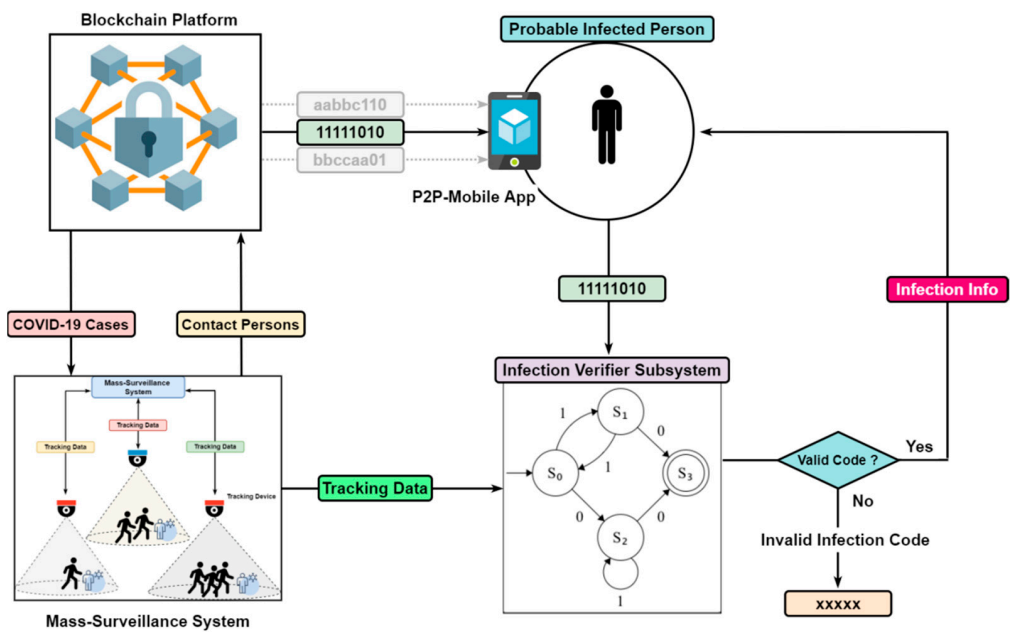 Blockchain Platform
Probable Infected Person
aabbc110
11111010
bbccaa01
P2P-Mobile App
11111010
Infection Info
COVID-19 Cases
Contact Persons
Infection Verifier Subsystem
Mass-Surveillance
System
Tracking Data
Tracking Data
Tracking Data
Tracking Device
Tracking Data
S₁
1
0
1
S₀
S₃
0
0
S₂
1
Valid Code ?
Yes
No
Invalid Infection Code
xxxxx
Mass-Surveillance System